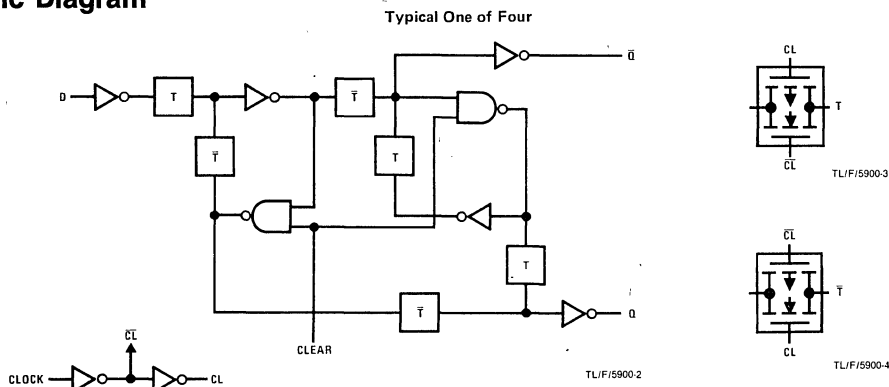 ic Diagram
Typical One of Four
Q̅
D
T
T̅
T̅
T
T
T̅
Q
CLEAR
CL̅
CLOCK
CL
TL/F/5900-2
CL
T
CL̅
TL/F/5900-3
CL̅
T̅
CL
TL/F/5900-4